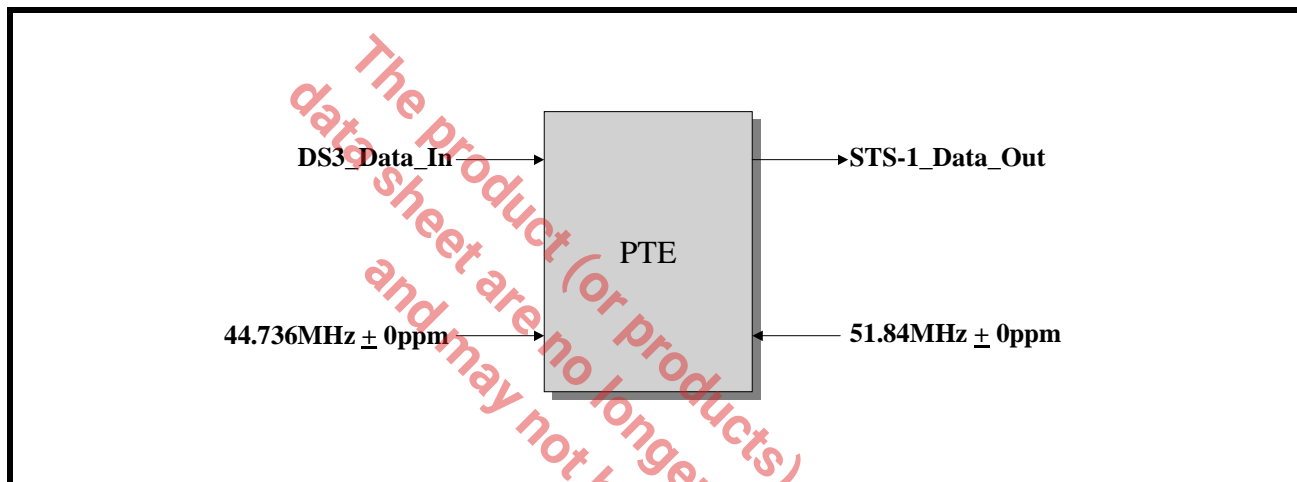 DS3_Data_In
STS-1_Data_Out
PTE
44.736MHz ± 0ppm
51.84MHz ± 0ppm
The product (or products)
data sheet are no longer
and may not